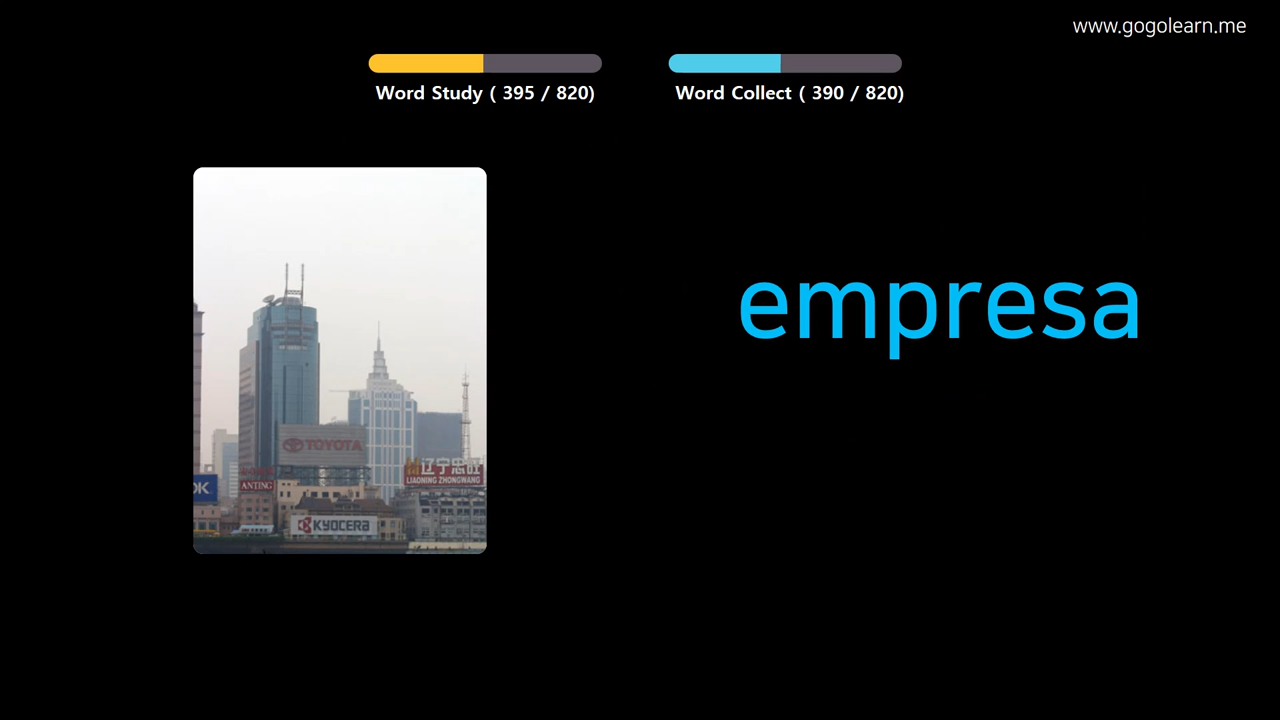 www.gogolearn.me
Word Study ( 395 / 820)
Word Collect ( 390 / 820)
empresa
TOYOTA
辽宁忠旺
LIAONING ZHONGWANG
ANTING
KYOCERA